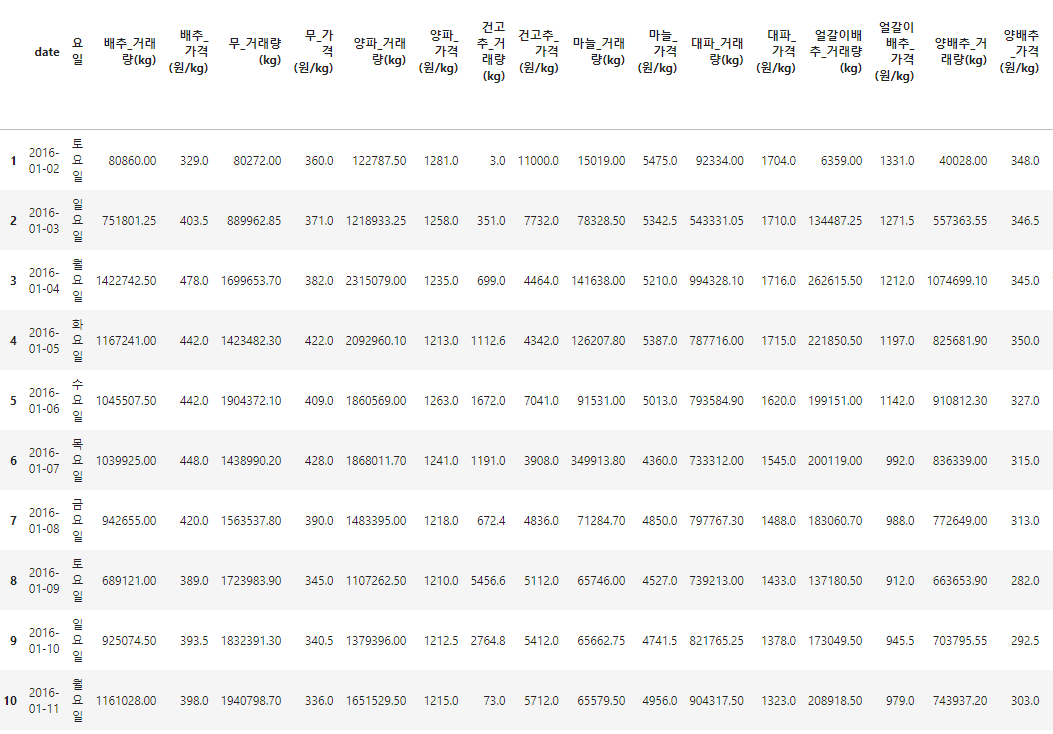 date 요일 배추_거래량(kg) 배추_가격(원/kg) 무_거래량(kg) 무_가격(원/kg) 양파_거래량(kg) 양파_가격(원/kg) 건고추_거래량(kg) 건고추_가격(원/kg) 마늘_거래량(kg) 마늘_가격(원/kg) 대파_거래량(kg) 대파_가격(원/kg) 얼갈이배추_거래량(kg) 얼갈이배추_가격(원/kg) 양배추_거래량(kg) 양배추_가격(원/kg)
1 2016-01-02 토요일 80860.00 329.0 80272.00 360.0 122787.50 1281.0 3.0 11000.0 15019.00 5475.0 92334.00 1704.0 6359.00 1331.0 40028.00 348.0
2 2016-01-03 일요일 751801.25 403.5 889962.85 371.0 1218933.25 1258.0 351.0 7732.0 78328.50 5342.5 543331.05 1710.0 134487.25 1271.5 557363.55 346.5
3 2016-01-04 월요일 1422742.50 478.0 1699653.70 382.0 2315079.00 1235.0 699.0 4464.0 141638.00 5210.0 994328.10 1716.0 262615.50 1212.0 1074699.10 345.0
4 2016-01-05 화요일 1167241.00 442.0 1423482.30 422.0 2092960.10 1213.0 1112.6 4342.0 126207.80 5387.0 787716.00 1715.0 221850.50 1197.0 825681.90 350.0
5 2016-01-06 수요일 1045507.50 442.0 1904372.10 409.0 1860569.00 1263.0 1672.0 7041.0 91531.00 5013.0 793584.90 1620.0 199151.00 1142.0 910812.30 327.0
6 2016-01-07 목요일 1039925.00 448.0 1438990.20 428.0 1868011.70 1241.0 1191.0 3908.0 349913.80 4360.0 733312.00 1545.0 200119.00 992.0 836339.00 315.0
7 2016-01-08 금요일 942655.00 420.0 1563537.80 390.0 1483395.00 1218.0 672.4 4836.0 71284.70 4850.0 797767.30 1488.0 183060.70 988.0 772649.00 313.0
8 2016-01-09 토요일 689121.00 389.0 1723983.90 345.0 1107262.50 1210.0 5456.6 5112.0 65746.00 4527.0 739213.00 1433.0 137180.50 912.0 663653.90 282.0
9 2016-01-10 일요일 925074.50 393.5 1832391.30 340.5 1379396.00 1212.5 2764.8 5412.0 65662.75 4741.5 821765.25 1378.0 173049.50 945.5 703795.55 292.5
10 2016-01-11 월요일 1161028.00 398.0 1940798.70 336.0 1651529.50 1215.0 73.0 5712.0 65579.50 4956.0 904317.50 1323.0 208918.50 979.0 743937.20 303.0